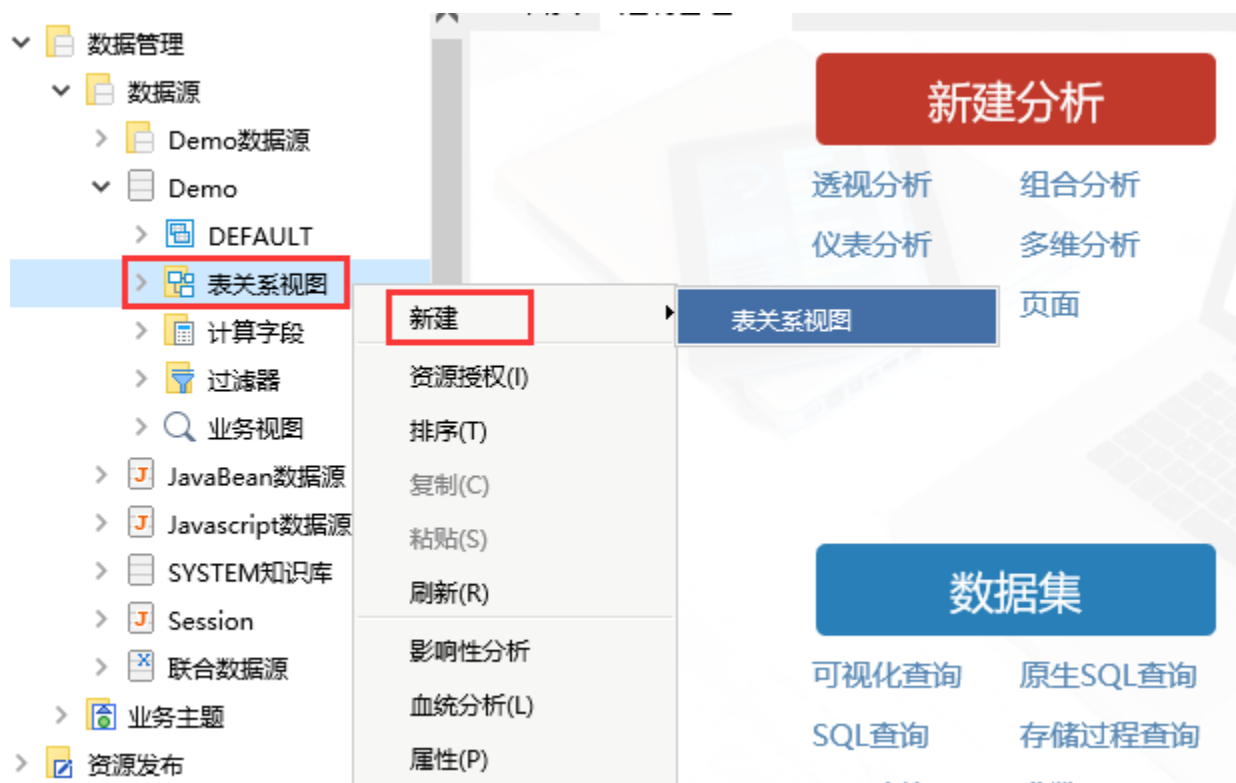 数据管理
数据源
Demo数据源
Demo
DEFAULT
表关系视图
计算字段
过滤器
业务视图
JavaBean数据源
Javascript数据源
SYSTEM知识库
Session
联合数据源
业务主题
资源发布
新建
表关系视图
资源授权(I)
排序(T)
复制(C)
粘贴(S)
刷新(R)
影响性分析
血统分析(L)
属性(P)
新建分析
透视分析 组合分析
仪表分析 多维分析
页面
数据集
可视化查询 原生SQL查询
SQL查询 存储过程查询